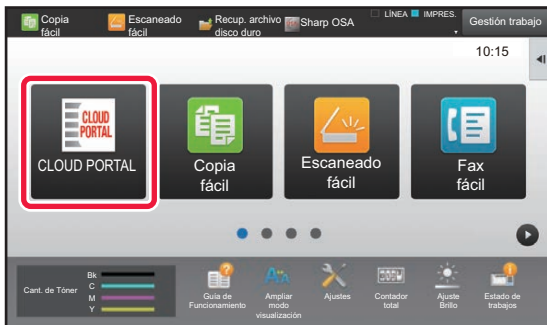 Copia
fácil
Escaneado
fácil
Recup. archivo
disco duro
Sharp OSA
LÍNEA
IMPRES.
Gestión trabajo
10:15
CLOUD
PORTAL
CLOUD PORTAL
Copia
fácil
Escaneado
fácil
Fax
fácil
Cant. de Tóner
Bk
C
M
Y
Guía de
Funcionamiento
Ampliar
modo
visualización
Ajustes
Contador
total
Ajuste
Brillo
Estado de
trabajos